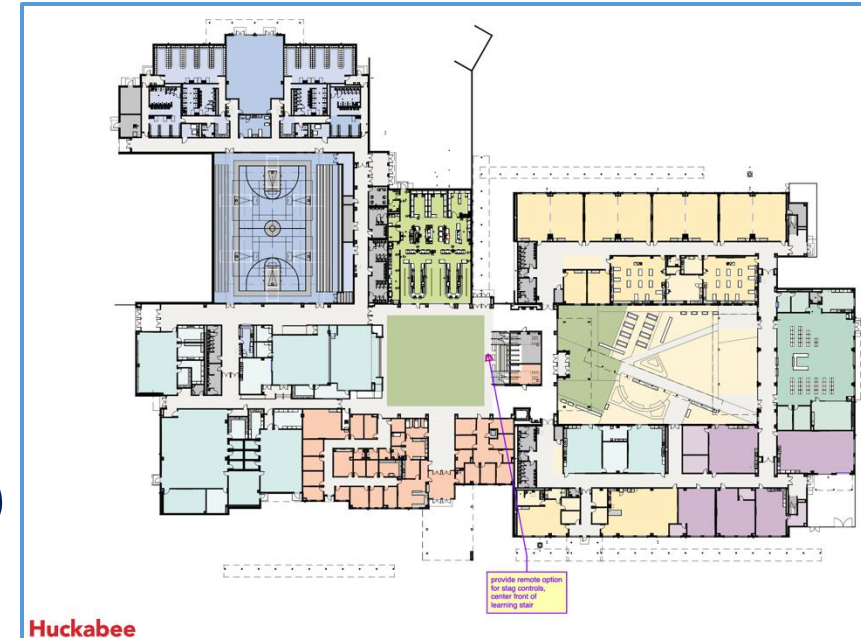 provide remote option
for stag controls,
center front of
learning stair
Huckabee